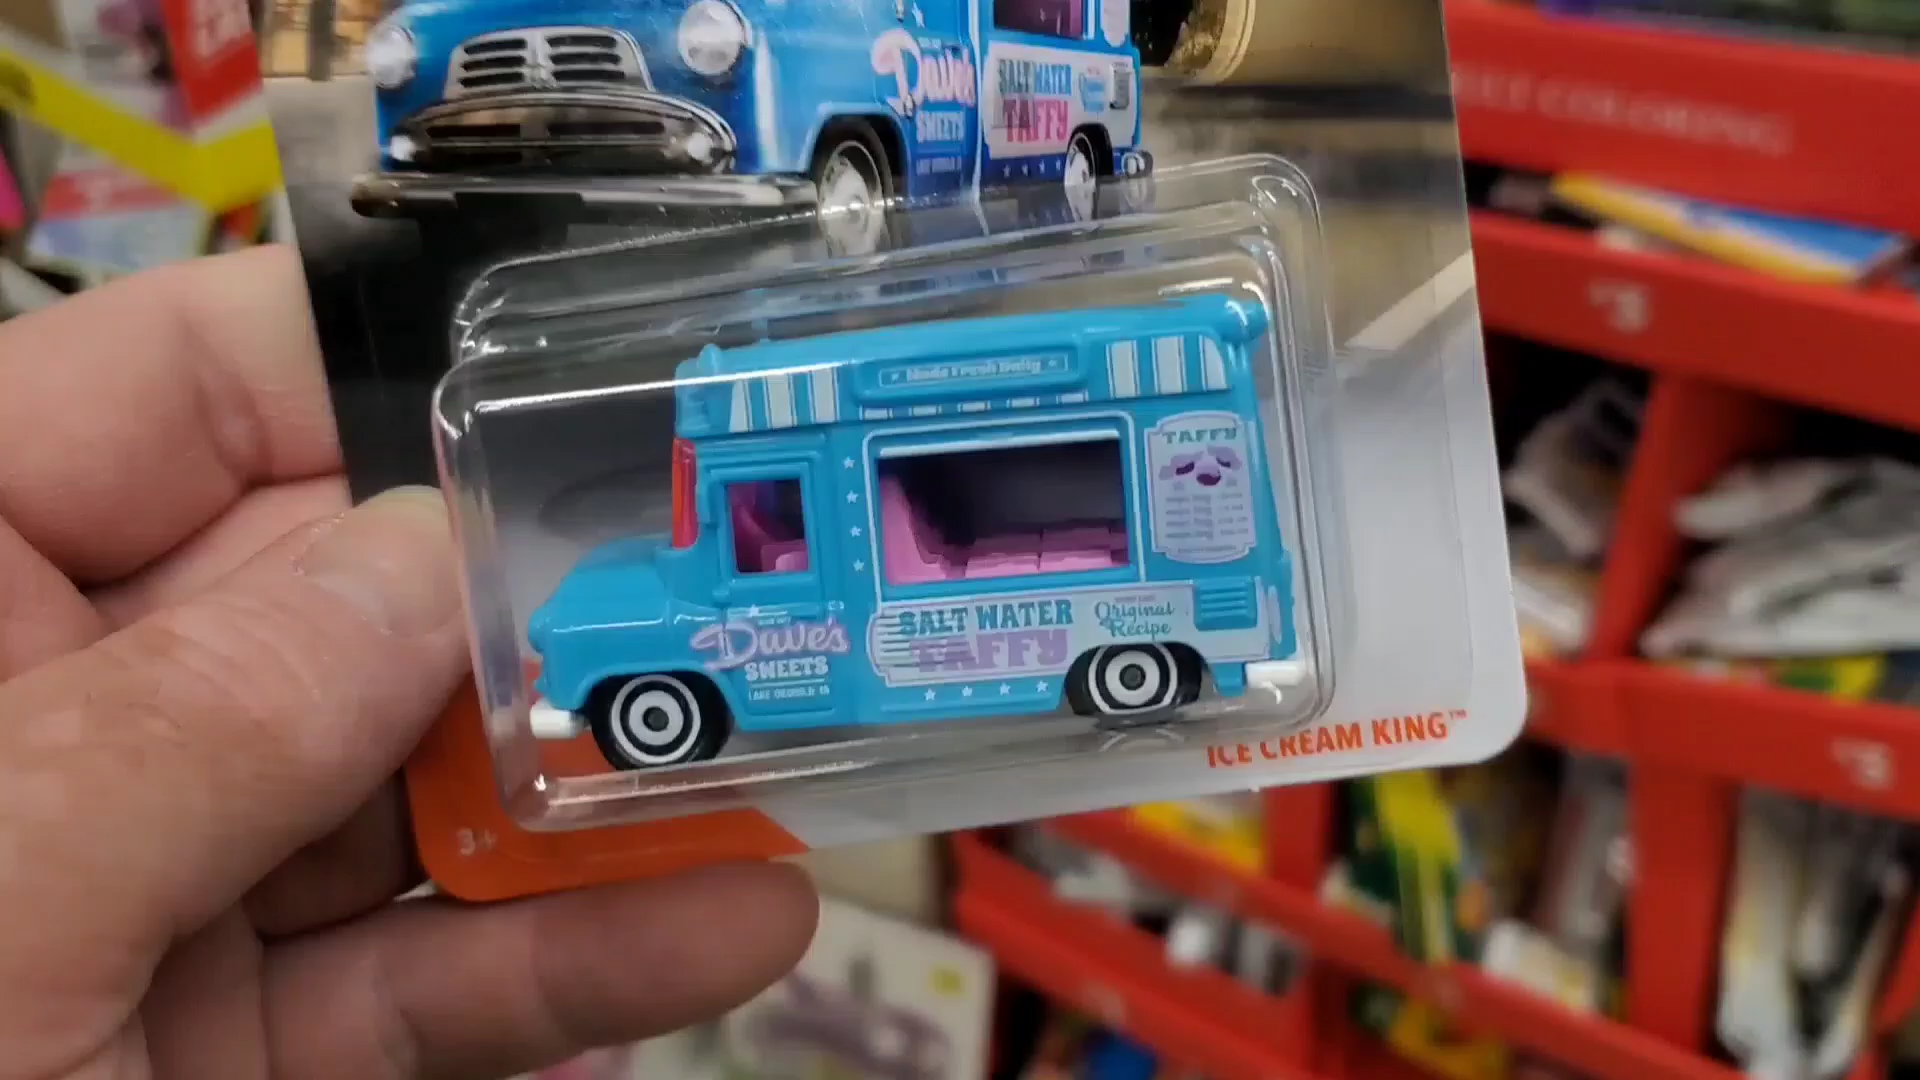 Dave's
SWEETS
SALT WATER
TAFFY
Made Fresh Daily
TAFFY
Dave's
SWEETS
SALT WATER
TAFFY
Original
Recipe
ICE CREAM KING™
3+